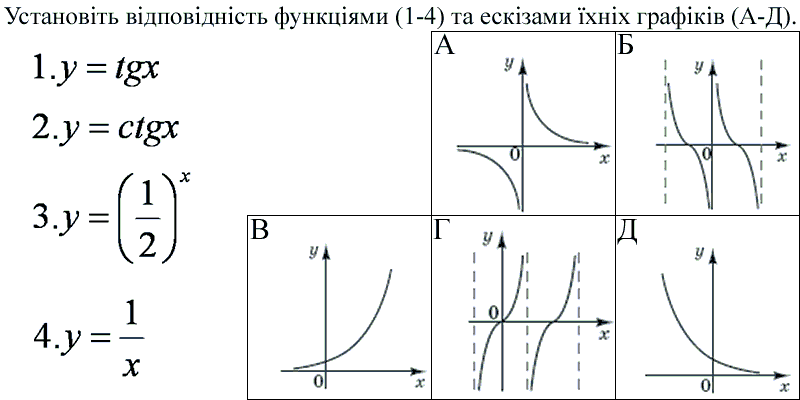 Установіть відповідність функціями (1-4) та ескізами їхніх графіків (А-Д).
1.y = tgx
2.y = ctgx
3.y = (1/2)^x
4.y = 1/x
А
y
0
x
Б
y
0
x
В
y
0
x
Г
y
0
x
Д
y
0
x